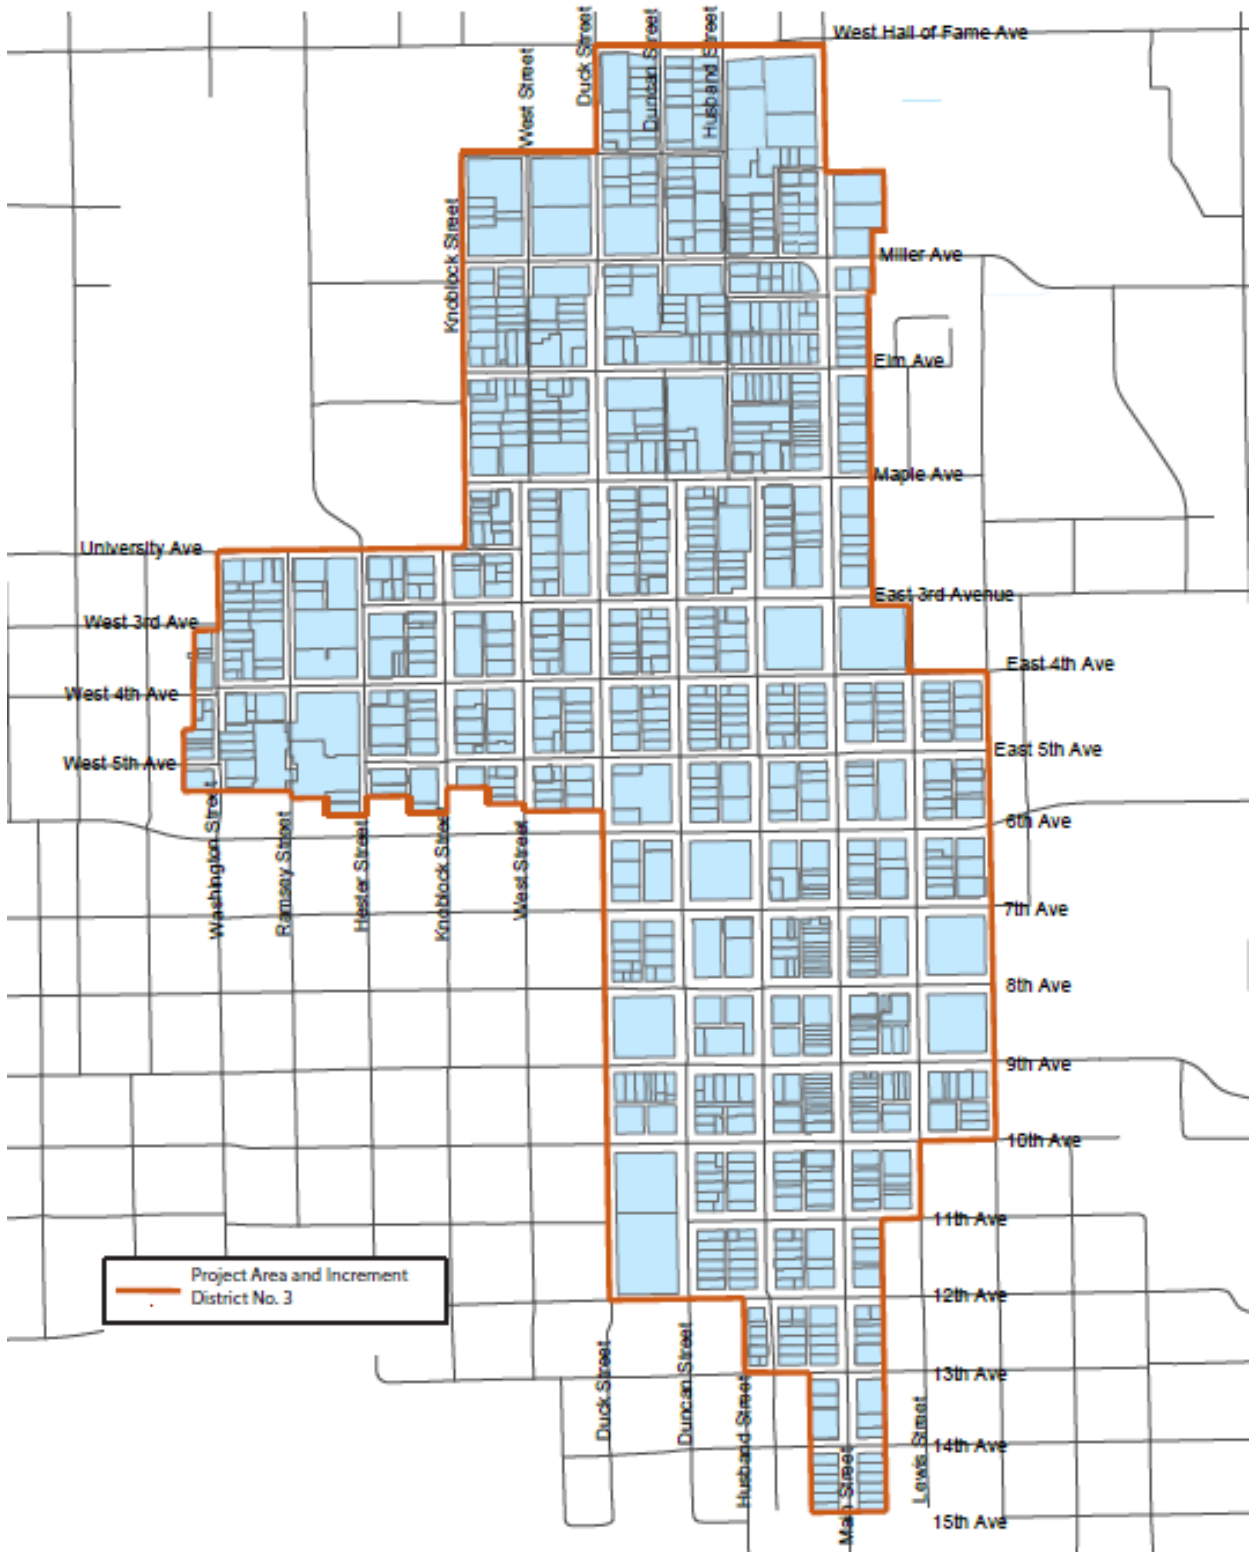 West Hall of Fame Ave
Duck Street
Duncan Street
Husband Street
West Street
Knoblock Street
Miller Ave
Elm Ave
Maple Ave
University Ave
East 3rd Avenue
West 3rd Ave
East 4th Ave
West 4th Ave
East 5th Ave
West 5th Ave
6th Ave
Washington Street
Ramsey Street
Hester Street
Knoblock Street
West Street
7th Ave
8th Ave
9th Ave
10th Ave
11th Ave
Project Area and Increment
District No. 3
12th Ave
Duck Street
Duncan Street
Husband Street
13th Ave
Main Street
Lewis Street
14th Ave
15th Ave